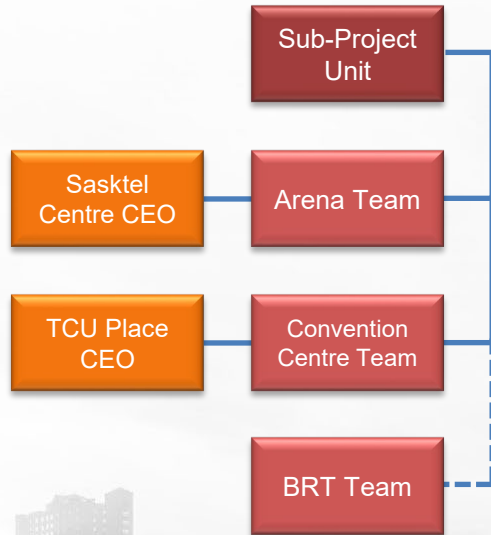 Sub-Project
Unit
Sasktel
Centre CEO
Arena Team
TCU Place
CEO
Convention
Centre Team
BRT Team